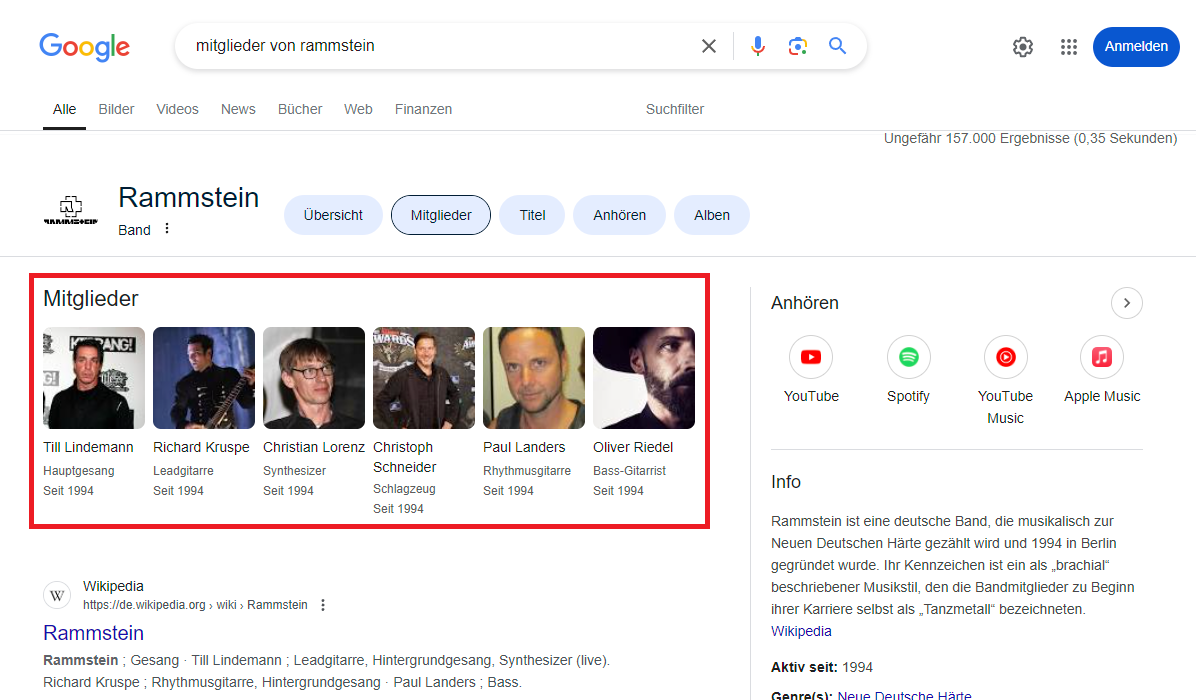 Google
mitglieder von rammstein
Anmelden
Alle
Bilder
Videos
News
Bücher
Web
Finanzen
Suchfilter
Ungefähr 157.000 Ergebnisse (0,35 Sekunden)
RAMMSTEIN
Rammstein
Band
Übersicht
Mitglieder
Titel
Anhören
Alben
Mitglieder
KERRANG!
AWARDS
Till Lindemann
Hauptgesang
Seit 1994
Richard Kruspe
Leadgitarre
Seit 1994
Christian Lorenz
Synthesizer
Seit 1994
Christoph
Schneider
Schlagzeug
Seit 1994
Paul Landers
Rhythmusgitarre
Seit 1994
Oliver Riedel
Bass-Gitarrist
Seit 1994
W
Wikipedia
https://de.wikipedia.org › wiki › Rammstein
Rammstein
Rammstein ; Gesang · Till Lindemann ; Leadgitarre, Hintergrundgesang, Synthesizer (live).
Richard Kruspe ; Rhythmusgitarre, Hintergrundgesang · Paul Landers ; Bass.
Anhören
YouTube
Spotify
YouTube
Music
Apple Music
Info
Rammstein ist eine deutsche Band, die musikalisch zur
Neuen Deutschen Härte gezählt wird und 1994 in Berlin
gegründet wurde. Ihr Kennzeichen ist ein als „brachial“
beschriebener Musikstil, den die Bandmitglieder zu Beginn
ihrer Karriere selbst als „Tanzmetall“ bezeichneten.
Wikipedia
Aktiv seit: 1994
Genre(s): Neue Deutsche Härte